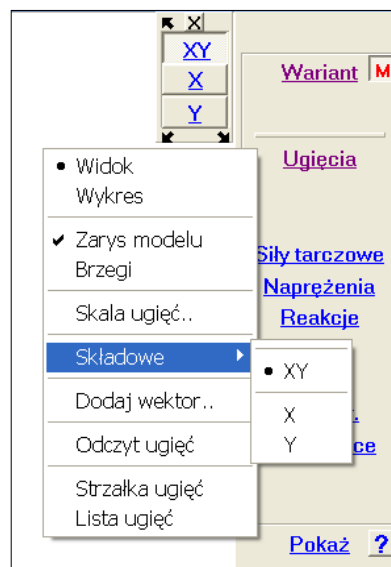 X
XY
X
Y
Wariant M
Ugięcia
Siły tarczowe
Naprężenia
Reakcje
Widok
Wykres
Zarys modelu
Brzegi
Skala ugięć..
Składowe
XY
X
Y
Dodaj wektor..
Odczyt ugięć
Strzałka ugięć
Lista ugięć
Pokaż ?